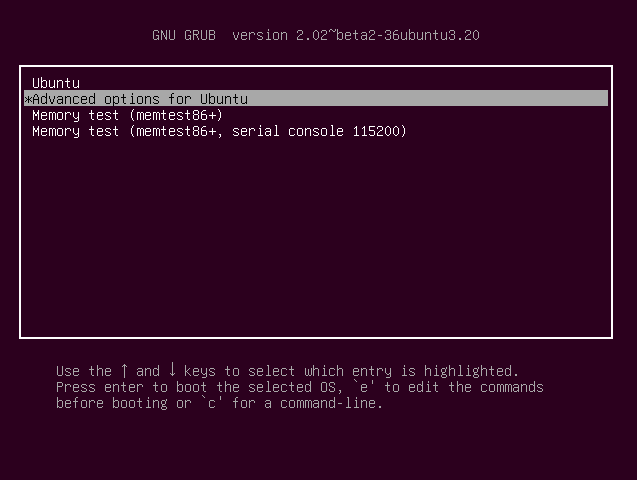 GNU GRUB  version 2.02~beta2-36ubuntu3.20
Ubuntu
*Advanced options for Ubuntu
Memory test (memtest86+)
Memory test (memtest86+, serial console 115200)
Use the ↑ and ↓ keys to select which entry is highlighted.
Press enter to boot the selected OS, `e' to edit the commands
before booting or `c' for a command-line.